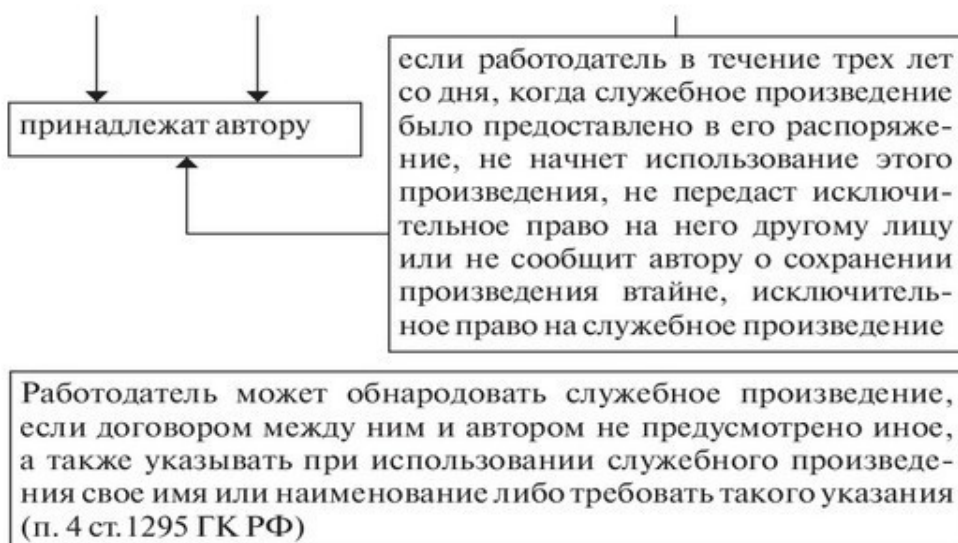 если работодатель в течение трех лет
со дня, когда служебное произведение
было предоставлено в его распоряже-
ние, не начнет использование этого
произведения, не передаст исключи-
тельное право на него другому лицу
или не сообщит автору о сохранении
произведения втайне, исключитель-
ное право на служебное произведение
принадлежат автору
Работодатель может обнародовать служебное произведение,
если договором между ним и автором не предусмотрено иное,
а также указывать при использовании служебного произведе-
ния свое имя или наименование либо требовать такого указания
(п. 4 ст.1295 ГК РФ)